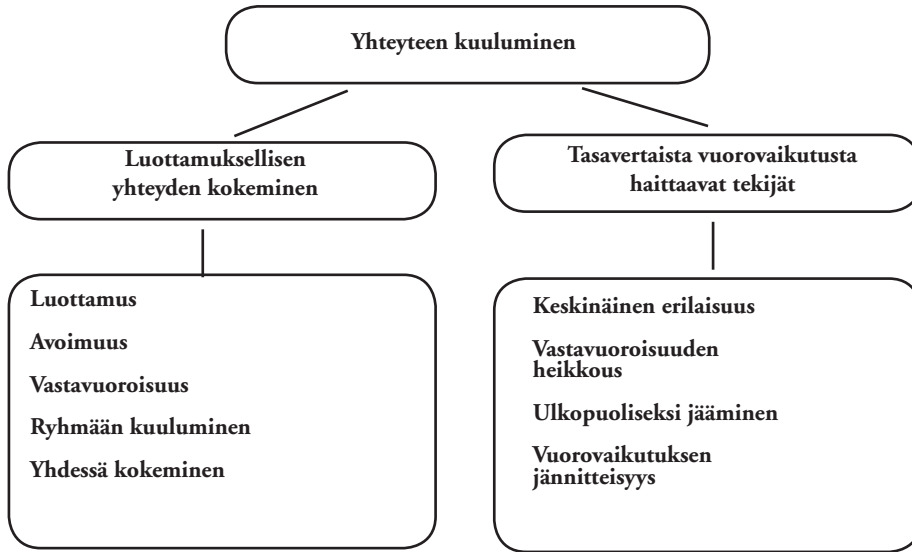 Yhteyteen kuuluminen
Luottamuksellisen
yhteyden kokeminen
Tasavertaista vuorovaikutusta
haittaavat tekijät
Luottamus
Avoimuus
Vastavuoroisuus
Ryhmään kuuluminen
Yhdessä kokeminen
Keskinäinen erilaisuus
Vastavuoroisuuden
heikkous
Ulkopuoliseksi jääminen
Vuorovaikutuksen
jännitteisyys